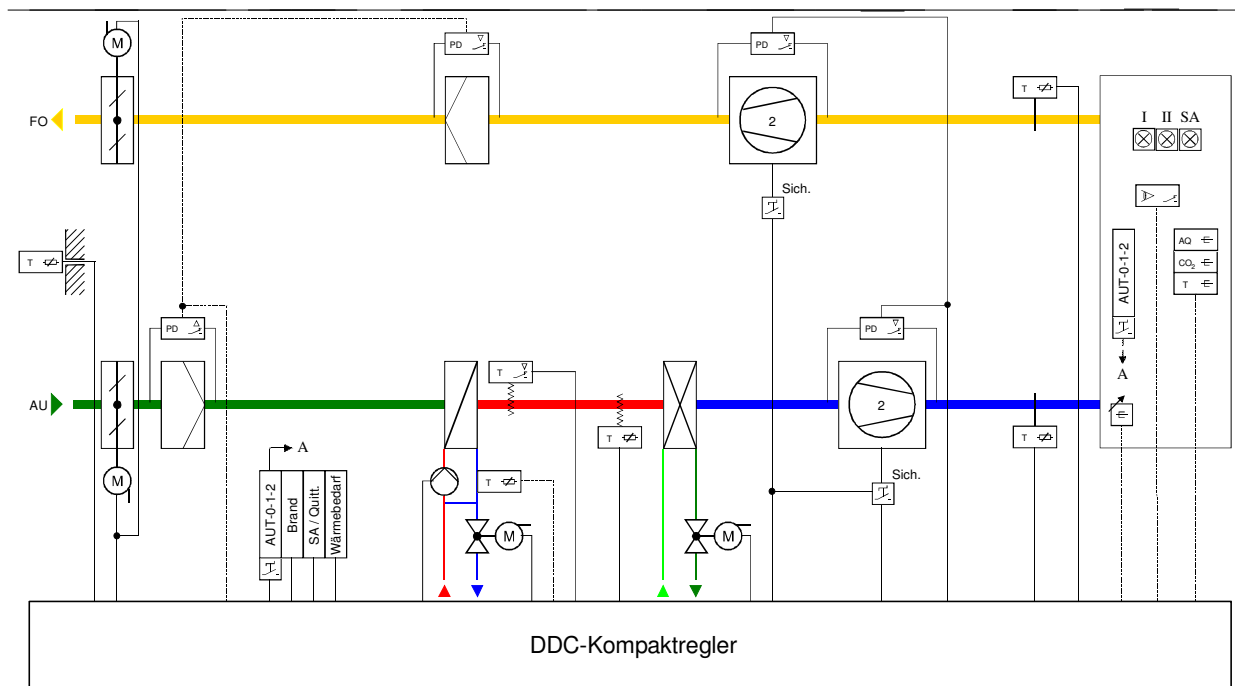 M
PD
PD
T
FO
2
I II SA
Sich.
T
AUT-0-1-2
AQ
CO₂
T
PD
PD
A
T
AU
2
T
T
A
M
Sich.
AUT-0-1-2
Brand
SA / Quitt.
Wärmebedarf
T
M
M
DDC-Kompaktregler